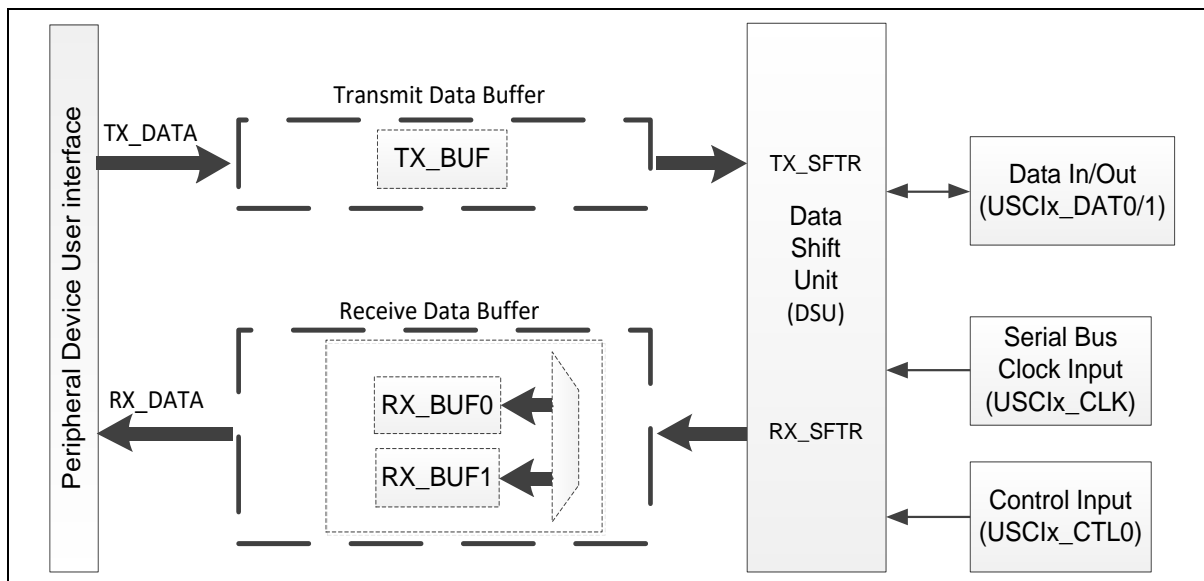 Peripheral Device User interface
Transmit Data Buffer
TX_DATA
TX_BUF
TX_SFTR
Data In/Out
(USCIx_DAT0/1)
Data
Shift
Unit
(DSU)
Receive Data Buffer
RX_DATA
RX_BUF0
RX_BUF1
RX_SFTR
Serial Bus
Clock Input
(USCIx_CLK)
Control Input
(USCIx_CTL0)